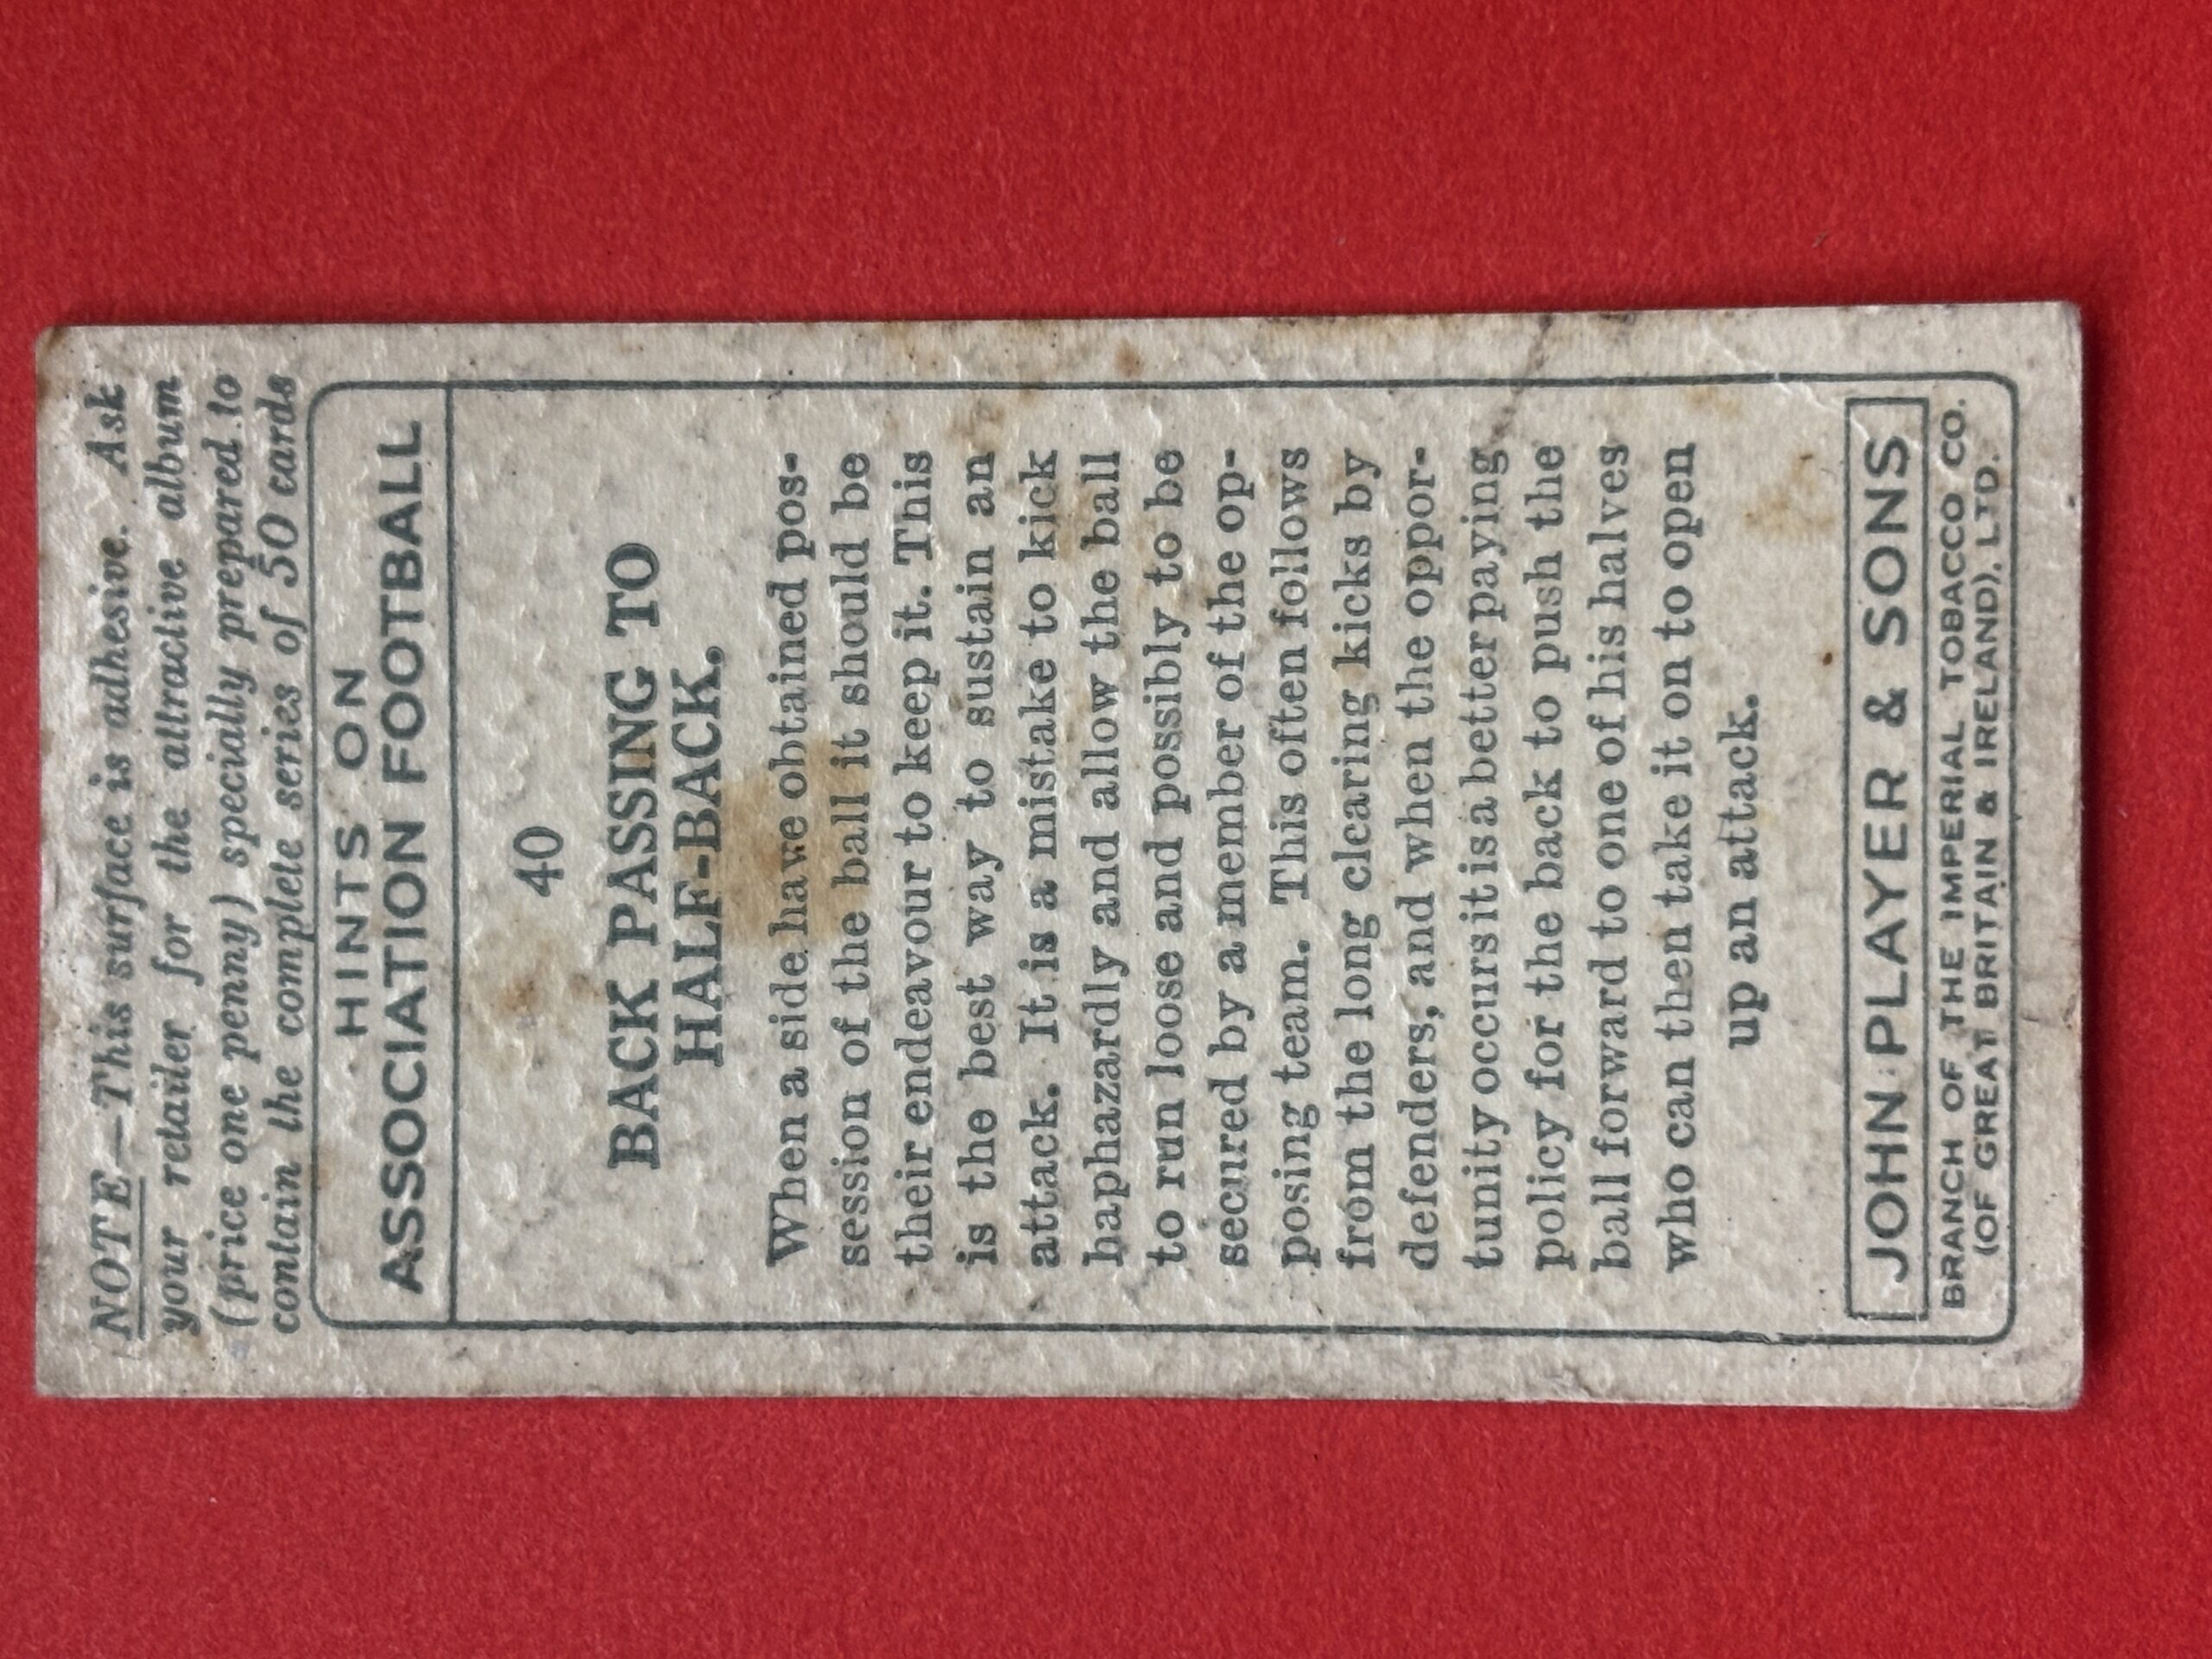 NOTE—This surface is adhesive. Ask
your retailer for the attractive album
(price one penny) specially prepared to
contain the complete series of 50 cards
HINTS ON
ASSOCIATION FOOTBALL
40
BACK PASSING TO
HALF-BACK.
When a side have obtained pos-
session of the ball it should be
their endeavour to keep it. This
is the best way to sustain an
attack. It is a mistake to kick
haphazardly and allow the ball
to run loose and possibly to be
secured by a member of the op-
posing team. This often follows
from the long clearing kicks by
defenders, and when the oppor-
tunity occurs it is a better paying
policy for the back to push the
ball forward to one of his halves
who can then take it on to open
up an attack.
JOHN PLAYER & SONS
BRANCH OF THE IMPERIAL TOBACCO CO.
(OF GREAT BRITAIN & IRELAND), LTD.